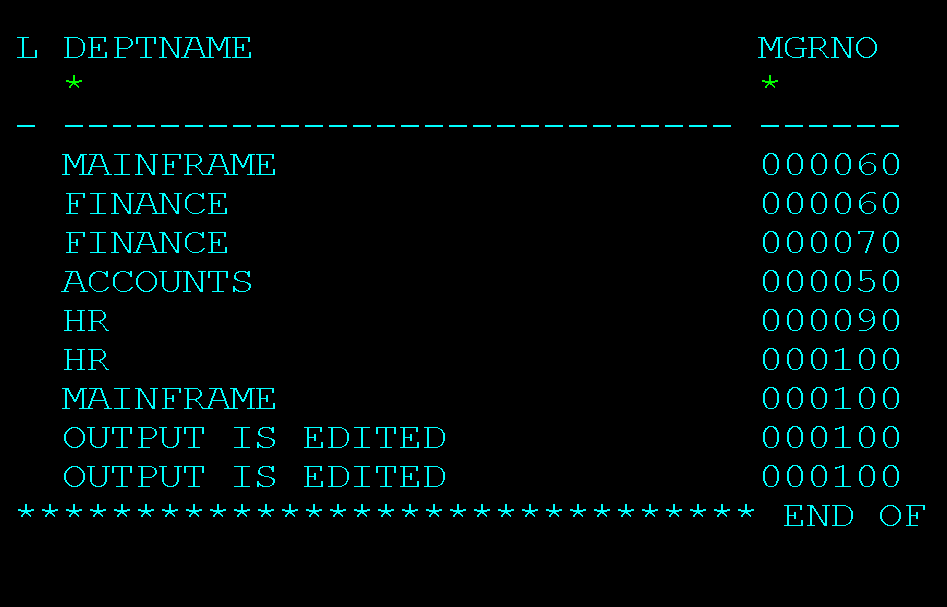 L DEPTNAME MGRNO
* *
- ---------------------------- ------
MAINFRAME 000060
FINANCE 000060
FINANCE 000070
ACCOUNTS 000050
HR 000090
HR 000100
MAINFRAME 000100
OUTPUT IS EDITED 000100
OUTPUT IS EDITED 000100
******************************* END OF